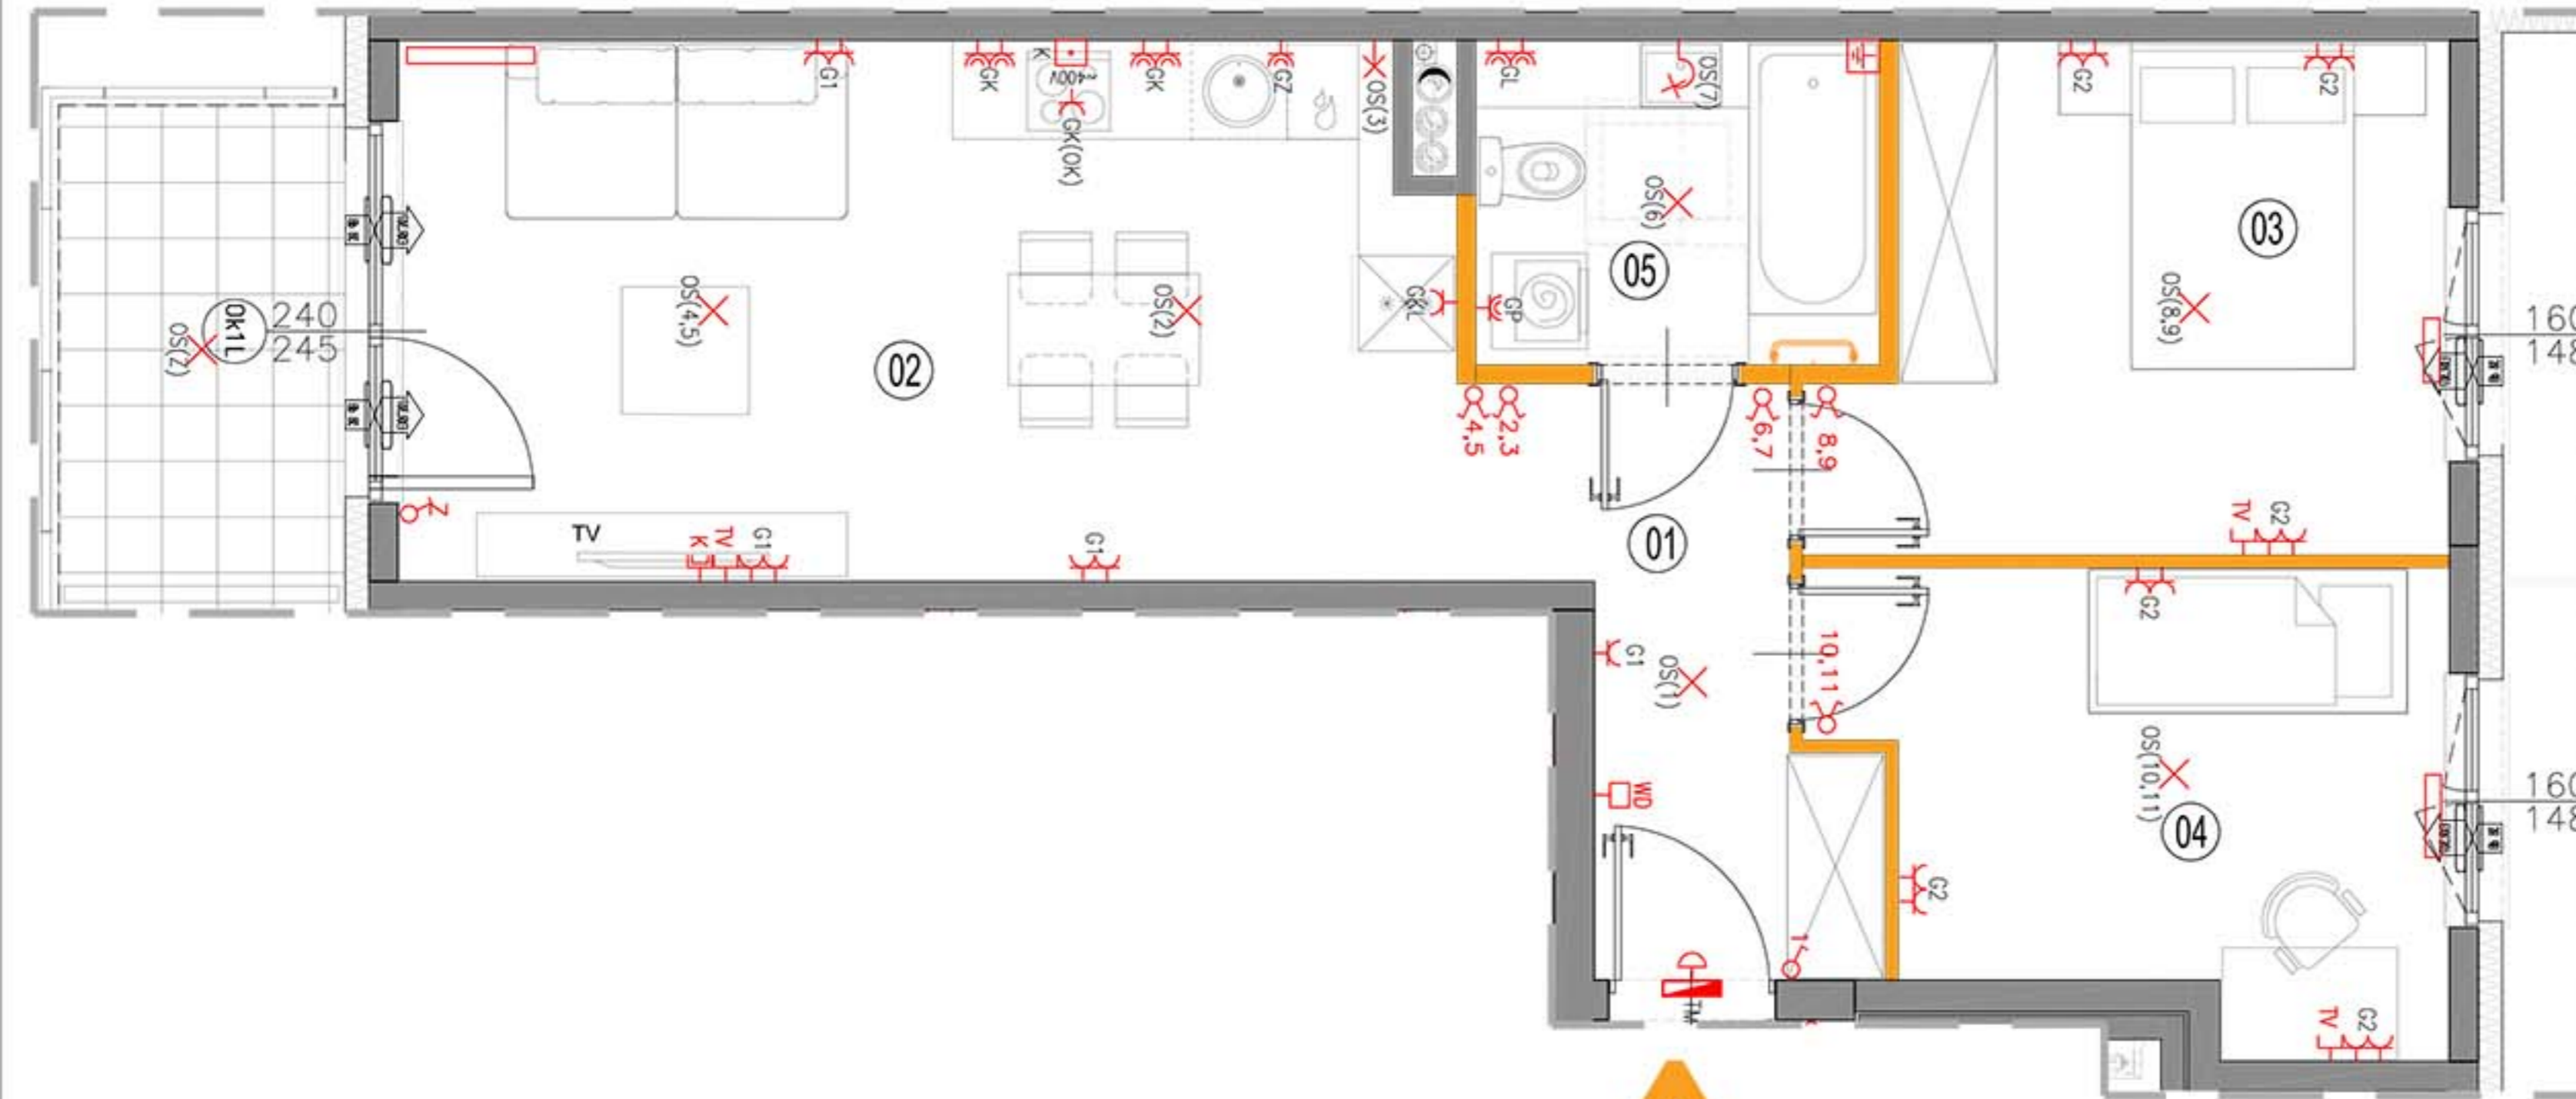 G1
GK
K
~400V
GK(OK)
GK
GZ
OS(3)
GL
OS(7)
G2
G2
OS(6)
05
03
OS(4,5)
OS(2)
GP
OS(8,9)
Ok1L
240
245
OS(Z)
02
160
148
4,5
2,3
6,7
8,9
Z
TV
K
TV
G1
G1
01
TV
G2
G2
G1
OS(1)
10,11
OS(10,11)
WD
04
160
148
G2
1
TM
TV
G2